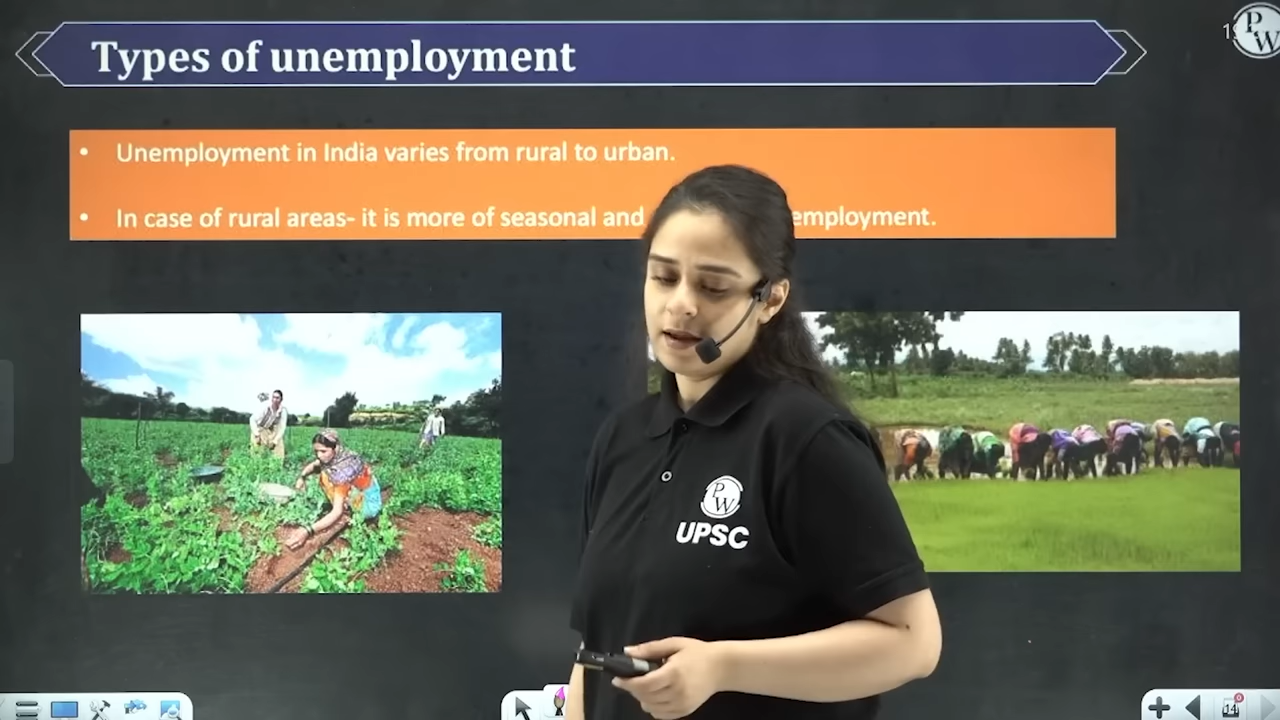 Types of unemployment
P
W
• Unemployment in India varies from rural to urban.
• In case of rural areas- it is more of seasonal and employment.
P
W
UPSC
14